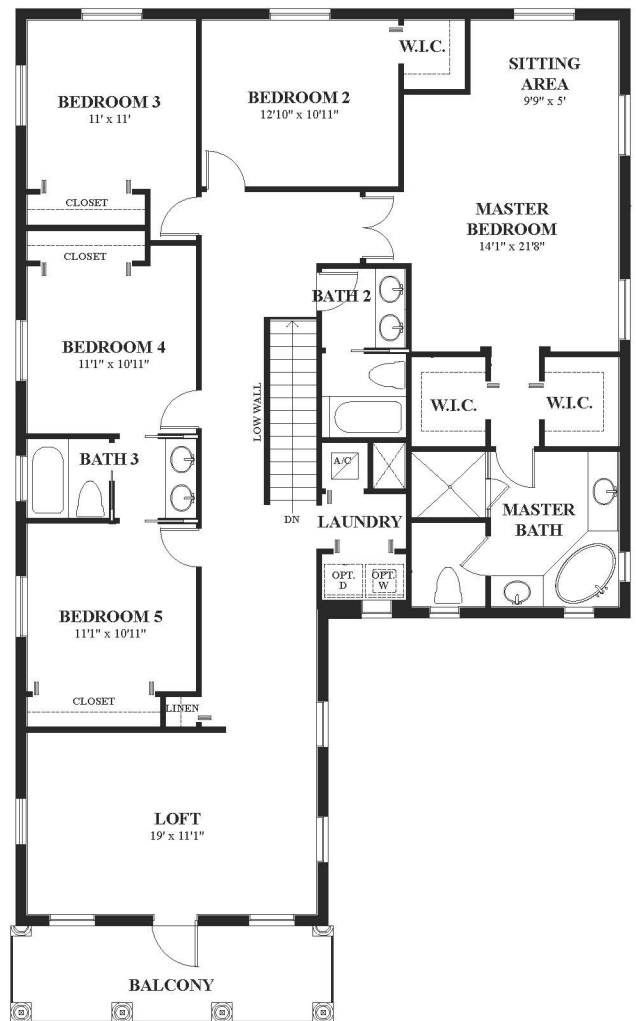 W.I.C.
SITTING
AREA
9'9" x 5'
BEDROOM 3
11' x 11'
BEDROOM 2
12'10" x 10'11"
CLOSET
MASTER
BEDROOM
14'1" x 21'8"
CLOSET
BATH 2
BEDROOM 4
11'1" x 10'11"
LOW WALL
W.I.C.
W.I.C.
BATH 3
A/C
DN
LAUNDRY
MASTER
BATH
OPT.
D
OPT.
W
BEDROOM 5
11'1" x 10'11"
CLOSET
LINEN
LOFT
19' x 11'1"
BALCONY